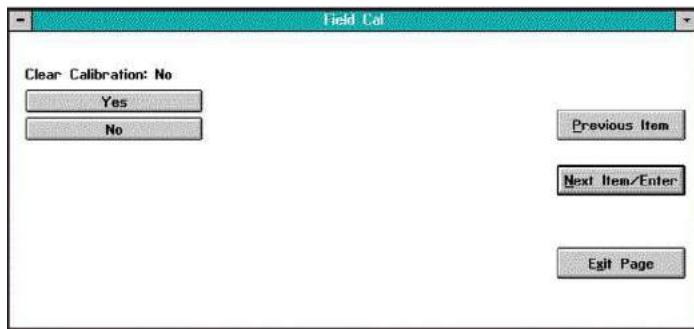 Field Cal
Clear Calibration: No
Yes
No
Previous Item
Next Item/Enter
Exit Page